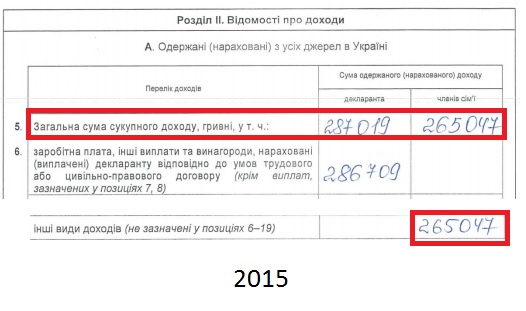 Розділ II. Відомості про доходи
А. Одержані (нараховані) з усіх джерел в Україні
Перелік доходів
Сума одержаного (нарахованого) доходу
декларанта
членів сім'ї
5. Загальна сума сукупного доходу, гривні, у т. ч.: 287019 265047
6. заробітна плата, інші виплати та винагороди, нараховані
(виплачені) декларанту відповідно до умов трудового
або цивільно-правового договору (крім виплат,
зазначених у позиціях 7, 8)
286709
інші види доходів (не зазначені у позиціях 6–19) 265047
2015